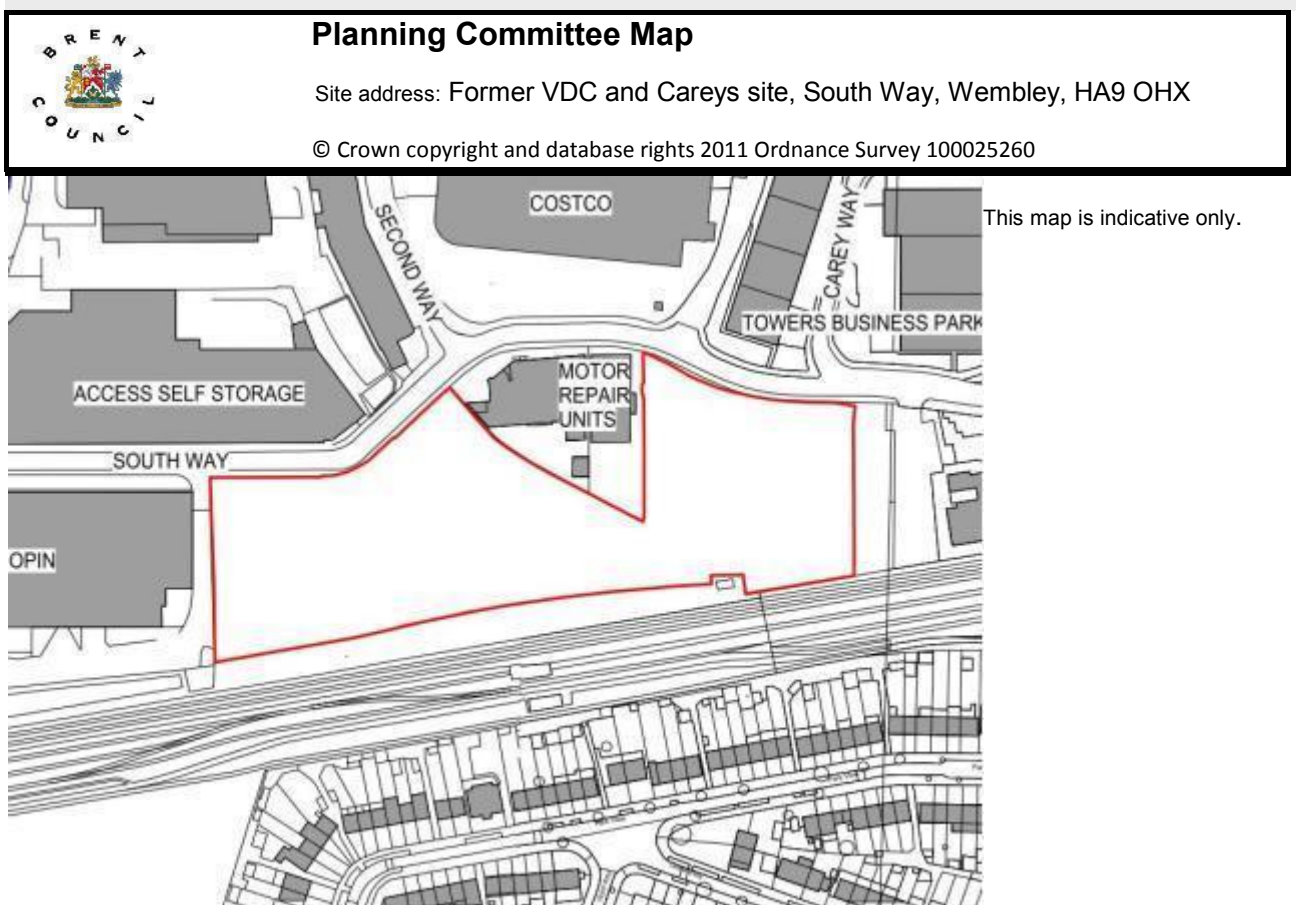 BRENT
COUNCIL
Planning Committee Map
Site address: Former VDC and Careys site, South Way, Wembley, HA9 OHX
© Crown copyright and database rights 2011 Ordnance Survey 100025260
This map is indicative only.
COSTCO
SECOND WAY
CAREY WAY
TOWERS BUSINESS PARK
MOTOR
REPAIR
UNITS
ACCESS SELF STORAGE
SOUTH WAY
OPIN